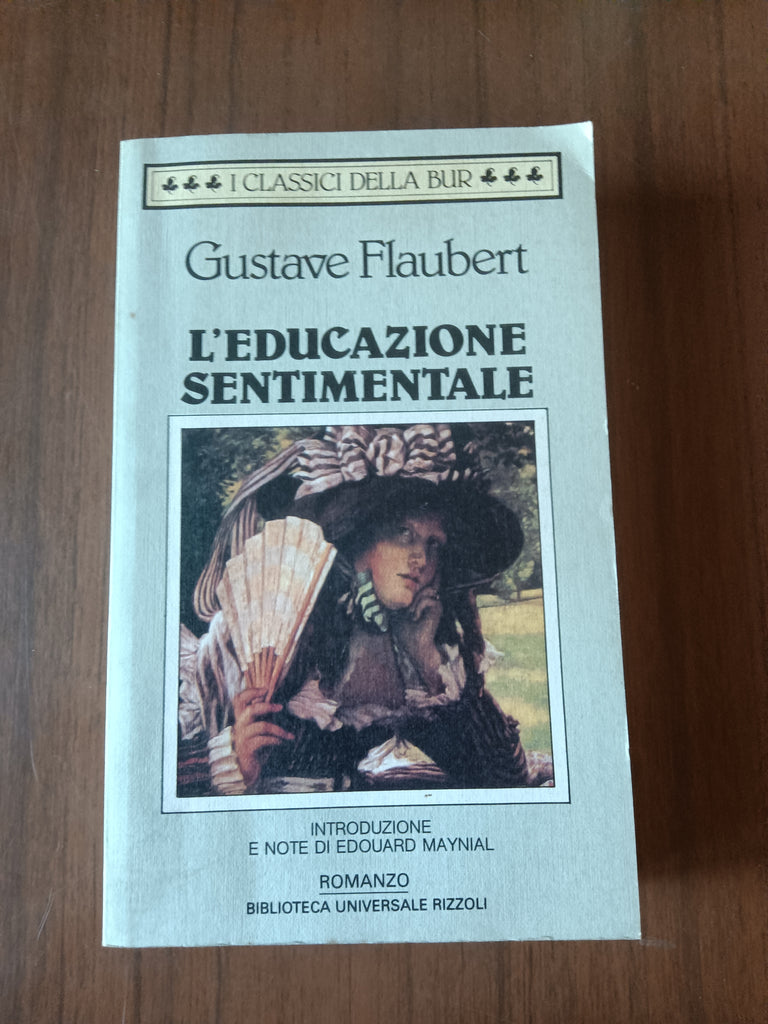 I CLASSICI DELLA BUR
Gustave Flaubert
L'EDUCAZIONE
SENTIMENTALE
INTRODUZIONE
E NOTE DI EDOUARD MAYNIAL
ROMANZO
BIBLIOTECA UNIVERSALE RIZZOLI